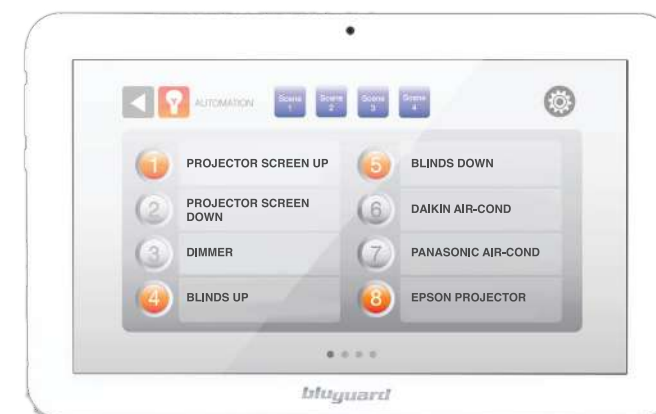 AUTOMATION
Scene
1
Scene
2
Scene
3
Scene
4
1 PROJECTOR SCREEN UP
2 PROJECTOR SCREEN
DOWN
3 DIMMER
4 BLINDS UP
5 BLINDS DOWN
6 DAIKIN AIR-COND
7 PANASONIC AIR-COND
8 EPSON PROJECTOR
bluguard